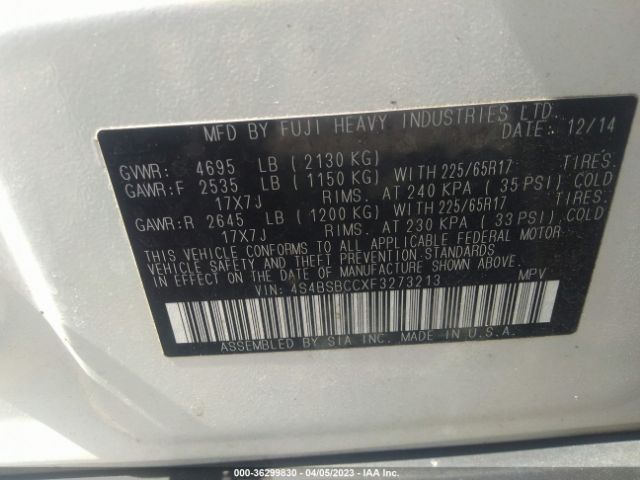 MFD BY FUJI HEAVY INDUSTRIES LTD.
DATE: 12/14
GVWR: 4695 LB (2130 KG)
GAWR:F 2535 LB (1150 KG) WITH 225/65R17 TIRES.
17X7J RIMS. AT 240 KPA (35 PSI) COLD
GAWR:R 2645 LB (1200 KG) WITH 225/65R17 TIRES.
17X7J RIMS. AT 230 KPA (33 PSI) COLD
THIS VEHICLE CONFORMS TO ALL APPLICABLE FEDERAL MOTOR
VEHICLE SAFETY AND THEFT PREVENTION STANDARDS
IN EFFECT ON THE DATE OF MANUFACTURE SHOWN ABOVE.
VIN: 4S4BSBCCXF3273213 MPV
ASSEMBLED BY SIA INC. MADE IN U.S.A.
000-36299830 - 04/05/2023 - IAA Inc.